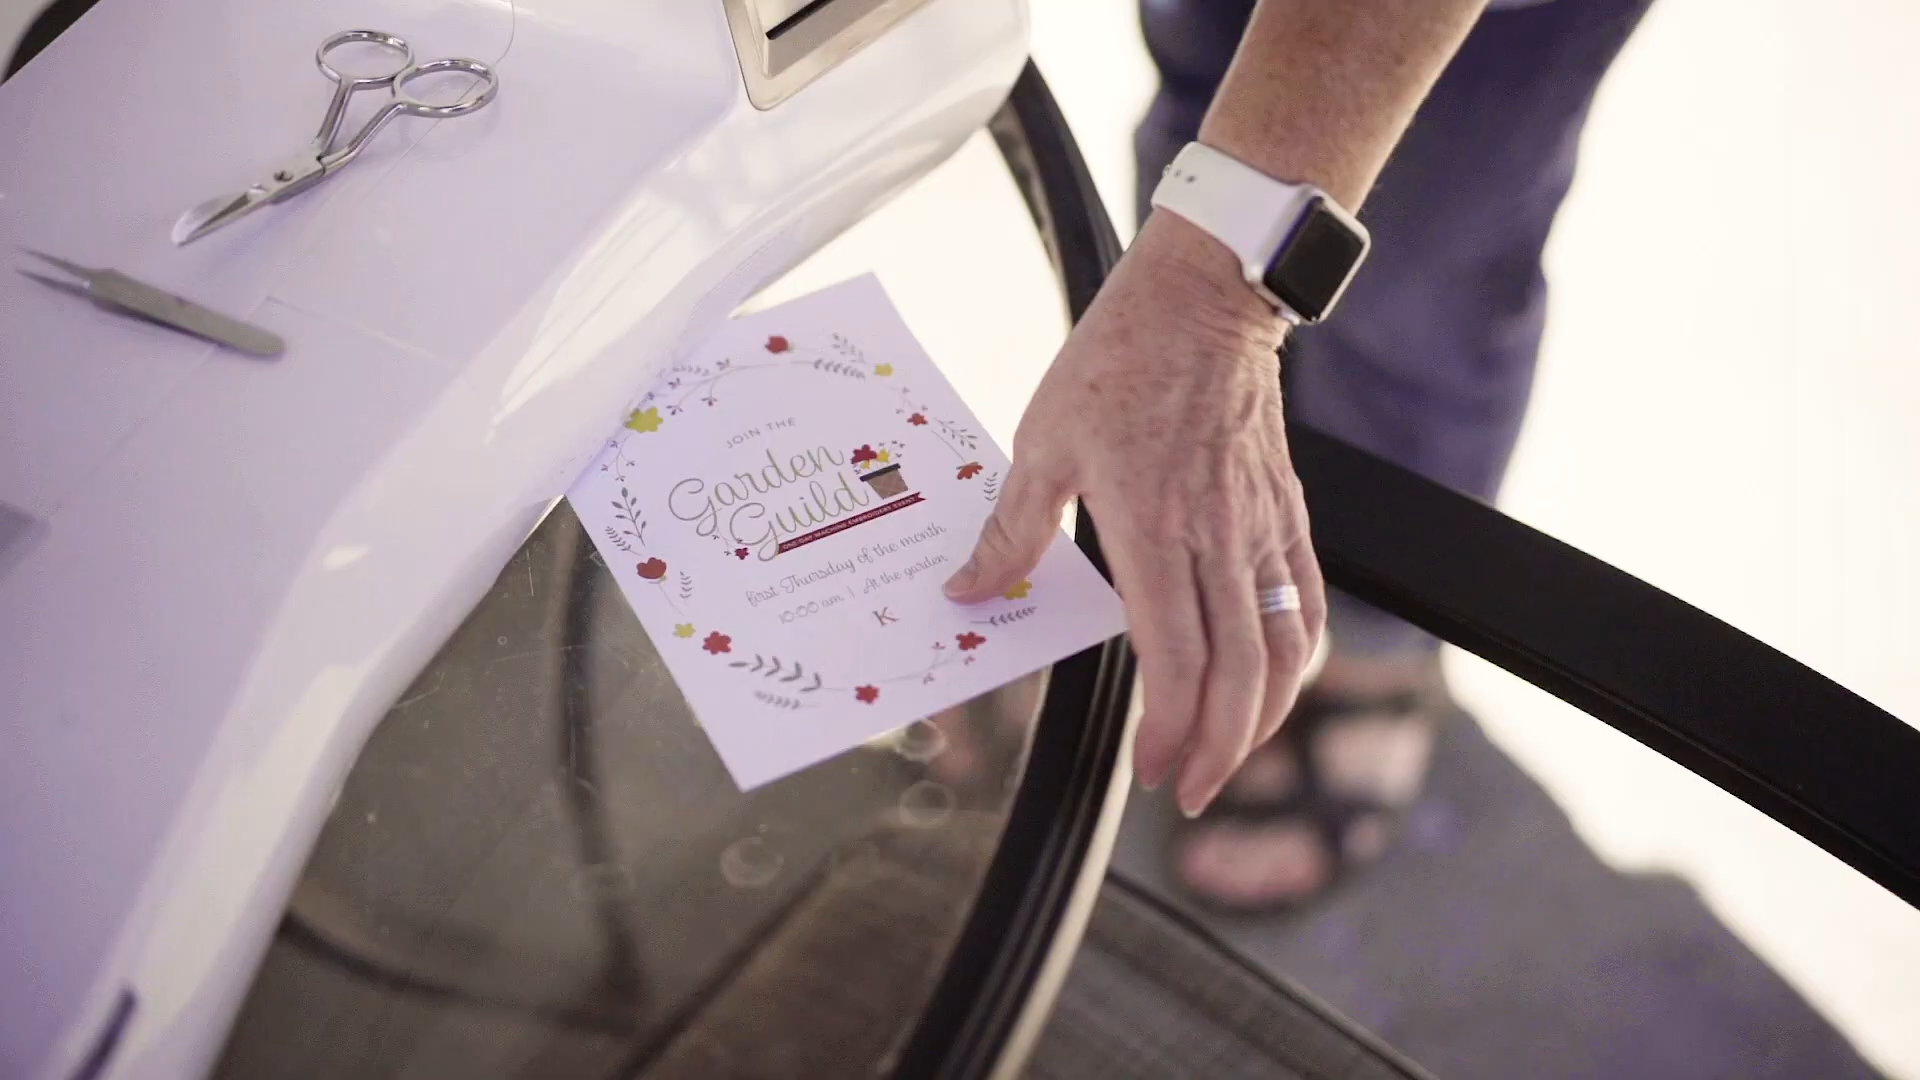 JOIN THE
Garden
Guild
ONE-DAY MACHINE EMBROIDERY EVENT
first Thursday of the month
10:00 am | At the garden
K